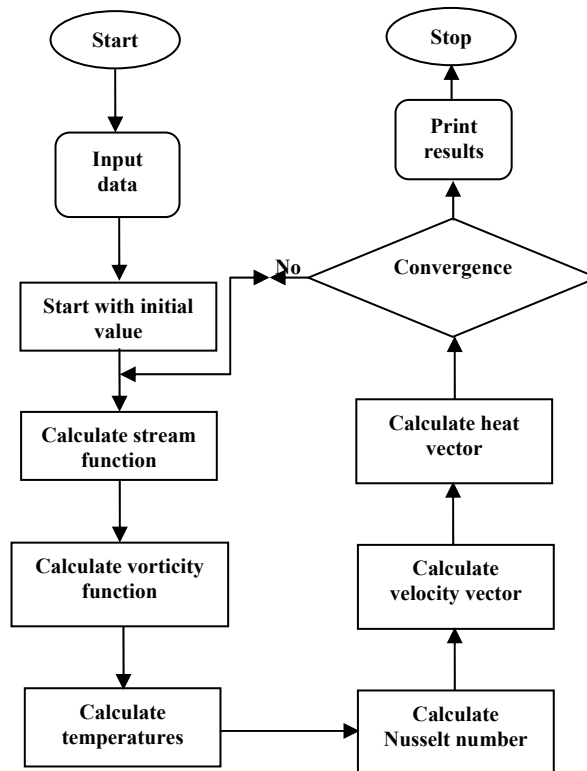 Start
Input
data
Start with initial
value
Calculate stream
function
Calculate vorticity
function
Calculate
temperatures
Calculate
Nusselt number
Calculate
velocity vector
Calculate heat
vector
Convergence
No
Print
results
Stop